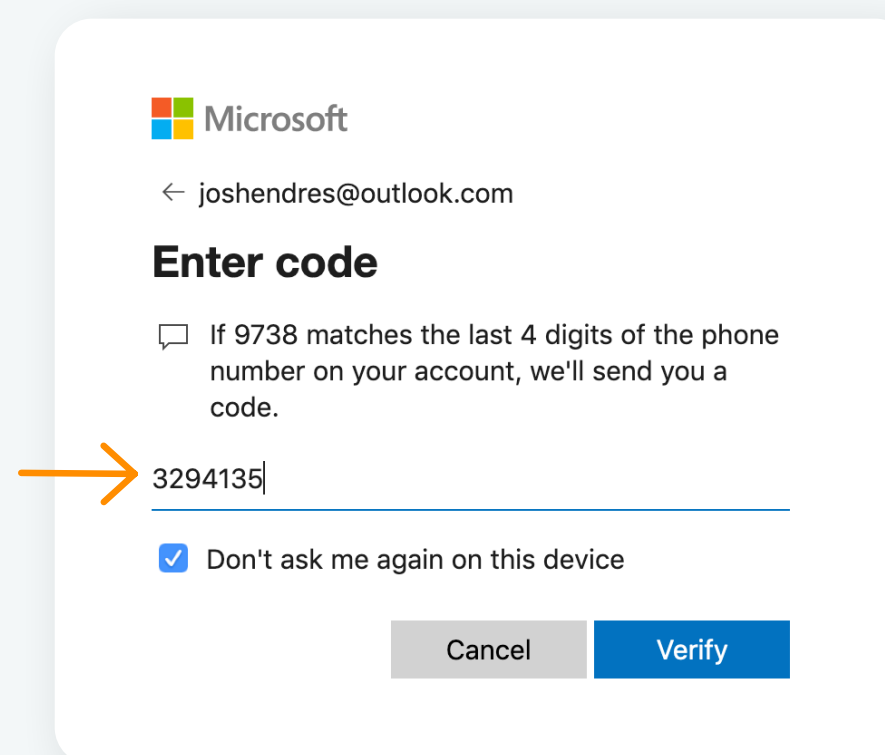 Microsoft
joshendres@outlook.com
Enter code
If 9738 matches the last 4 digits of the phone
number on your account, we'll send you a
code.
3294135
Don't ask me again on this device
Cancel
Verify